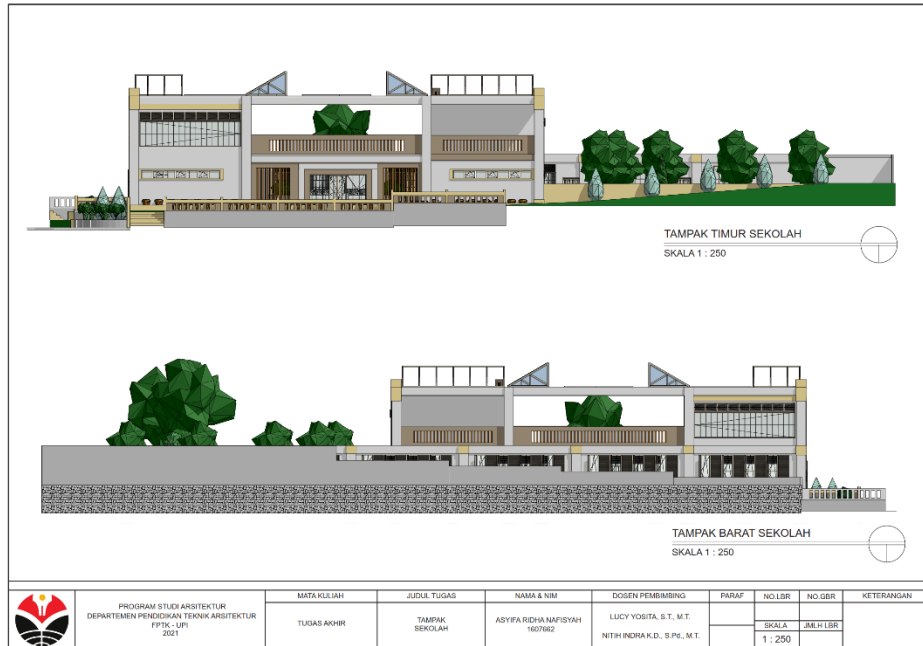 TAMPAK TIMUR SEKOLAH
SKALA 1 : 250
TAMPAK BARAT SEKOLAH
SKALA 1 : 250
PROGRAM STUDI ARSITEKTUR
DEPARTEMEN PENDIDIKAN TEKNIK ARSITEKTUR
FPTK - UPI
2021
MATA KULIAH
TUGAS AKHIR
JUDUL TUGAS
TAMPAK
SEKOLAH
NAMA & NIM
ASYIFA RIDHA NAFISYAH
1607662
DOSEN PEMBIMBING
LUCY YOSITA, S.T., M.T.
NITIH INDRA K.D., S.Pd., M.T.
PARAF
NO.LBR
NO.GBR
SKALA
JMLH LBR
1 : 250
KETERANGAN